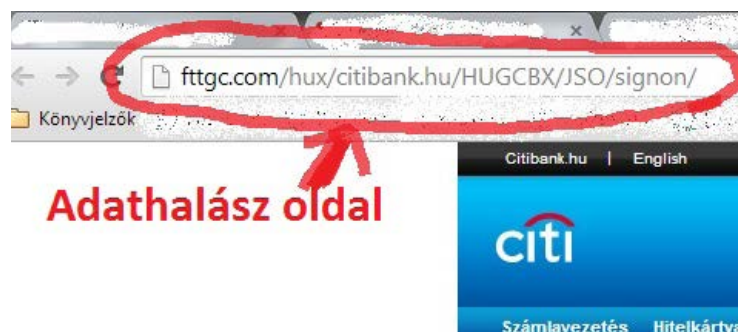 fttgc.com/hux/citibank.hu/HUGCBX/JSO/signon/
Könyvjelzők
Citibank.hu | English
Adathalász oldal
citi
Számlavezetés Hitelkártya